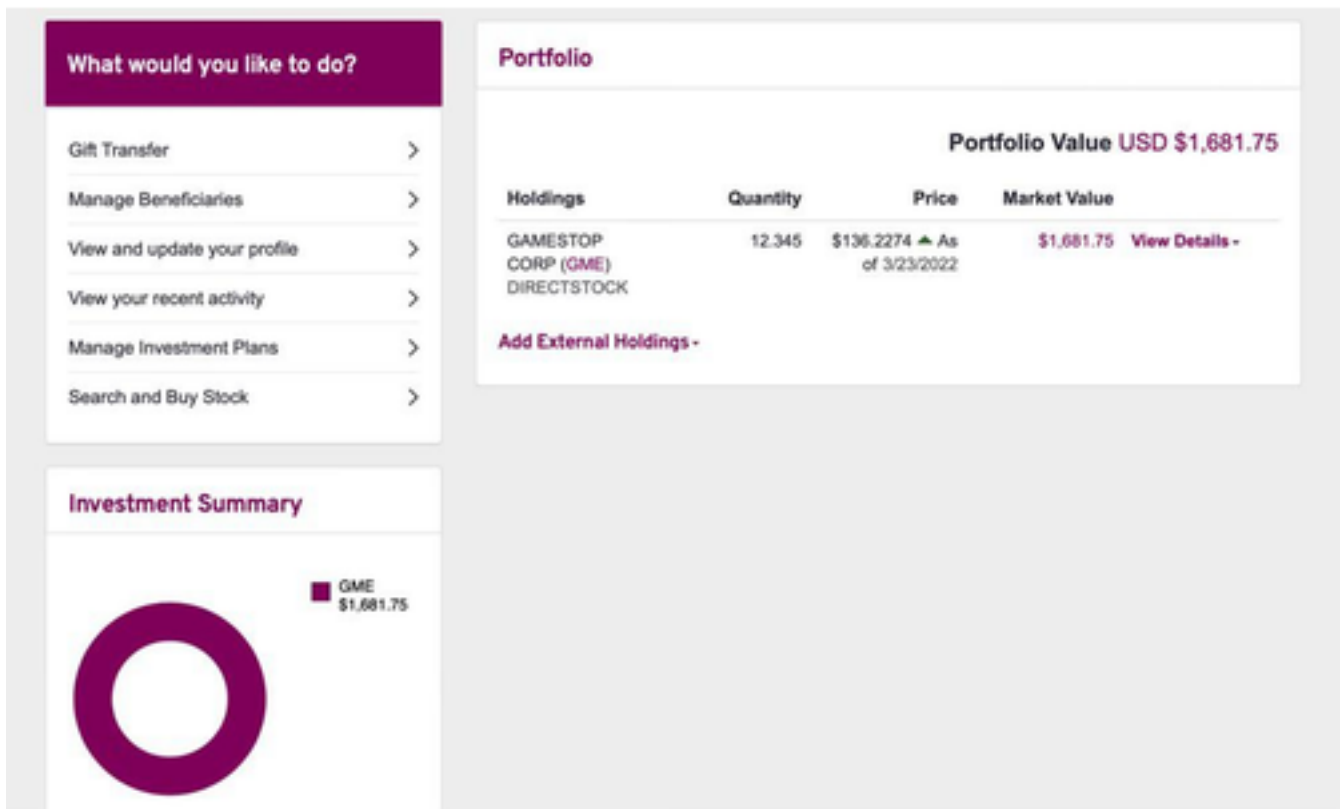 What would you like to do?
Gift Transfer
Manage Beneficiaries
View and update your profile
View your recent activity
Manage Investment Plans
Search and Buy Stock
Investment Summary
GME
$1,681.75
Portfolio
Portfolio Value USD $1,681.75
Holdings Quantity Price Market Value
GAMESTOP 12.345 $136.2274 ▲ As $1,681.75 View Details -
CORP (GME) of 3/23/2022
DIRECTSTOCK
Add External Holdings -